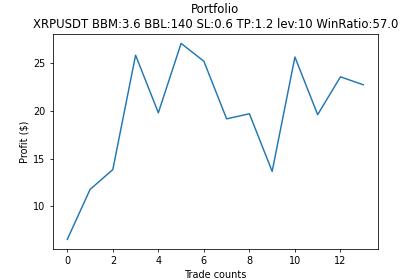 Portfolio
XRPUSDT BBM:3.6 BBL:140 SL:0.6 TP:1.2 lev:10 WinRatio:57.0
25
20
15
10
Profit ($)
0 2 4 6 8 10 12
Trade counts